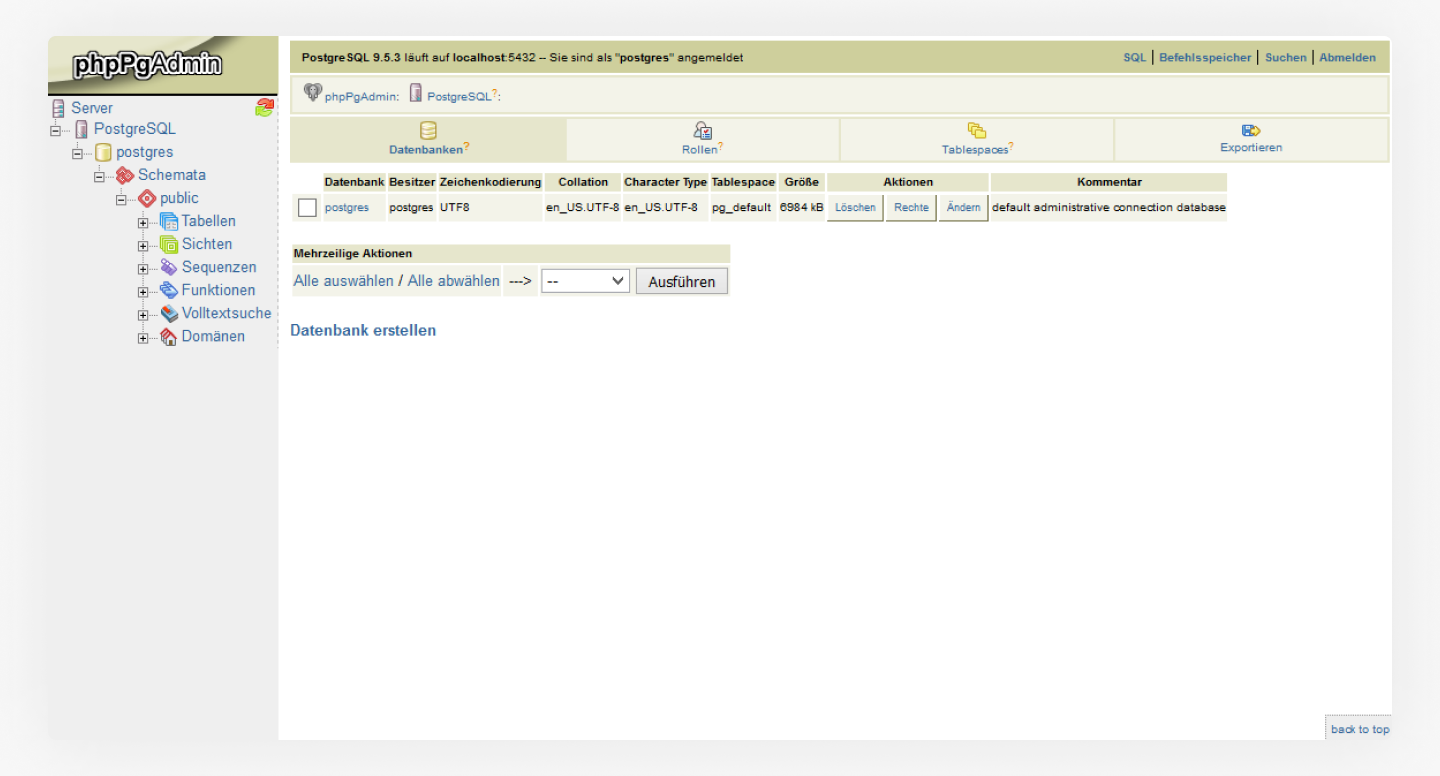 phpPgAdmin
Server
PostgreSQL
postgres
Schemata
public
Tabellen
Sichten
Sequenzen
Funktionen
Volltextsuche
Domänen
PostgreSQL 9.5.3 läuft auf localhost:5432 -- Sie sind als "postgres" angemeldet
SQL | Befehlsspeicher | Suchen | Abmelden
phpPgAdmin: PostgreSQL?:
Datenbanken? Rollen? Tablespaces? Exportieren
Datenbank Besitzer Zeichenkodierung Collation Character Type Tablespace Größe Aktionen Kommentar
postgres postgres UTF8 en_US.UTF-8 en_US.UTF-8 pg_default 6984 kB Löschen Rechte Ändern default administrative connection database
Mehrzeilige Aktionen
Alle auswählen / Alle abwählen ---> -- Ausführen
Datenbank erstellen
back to top